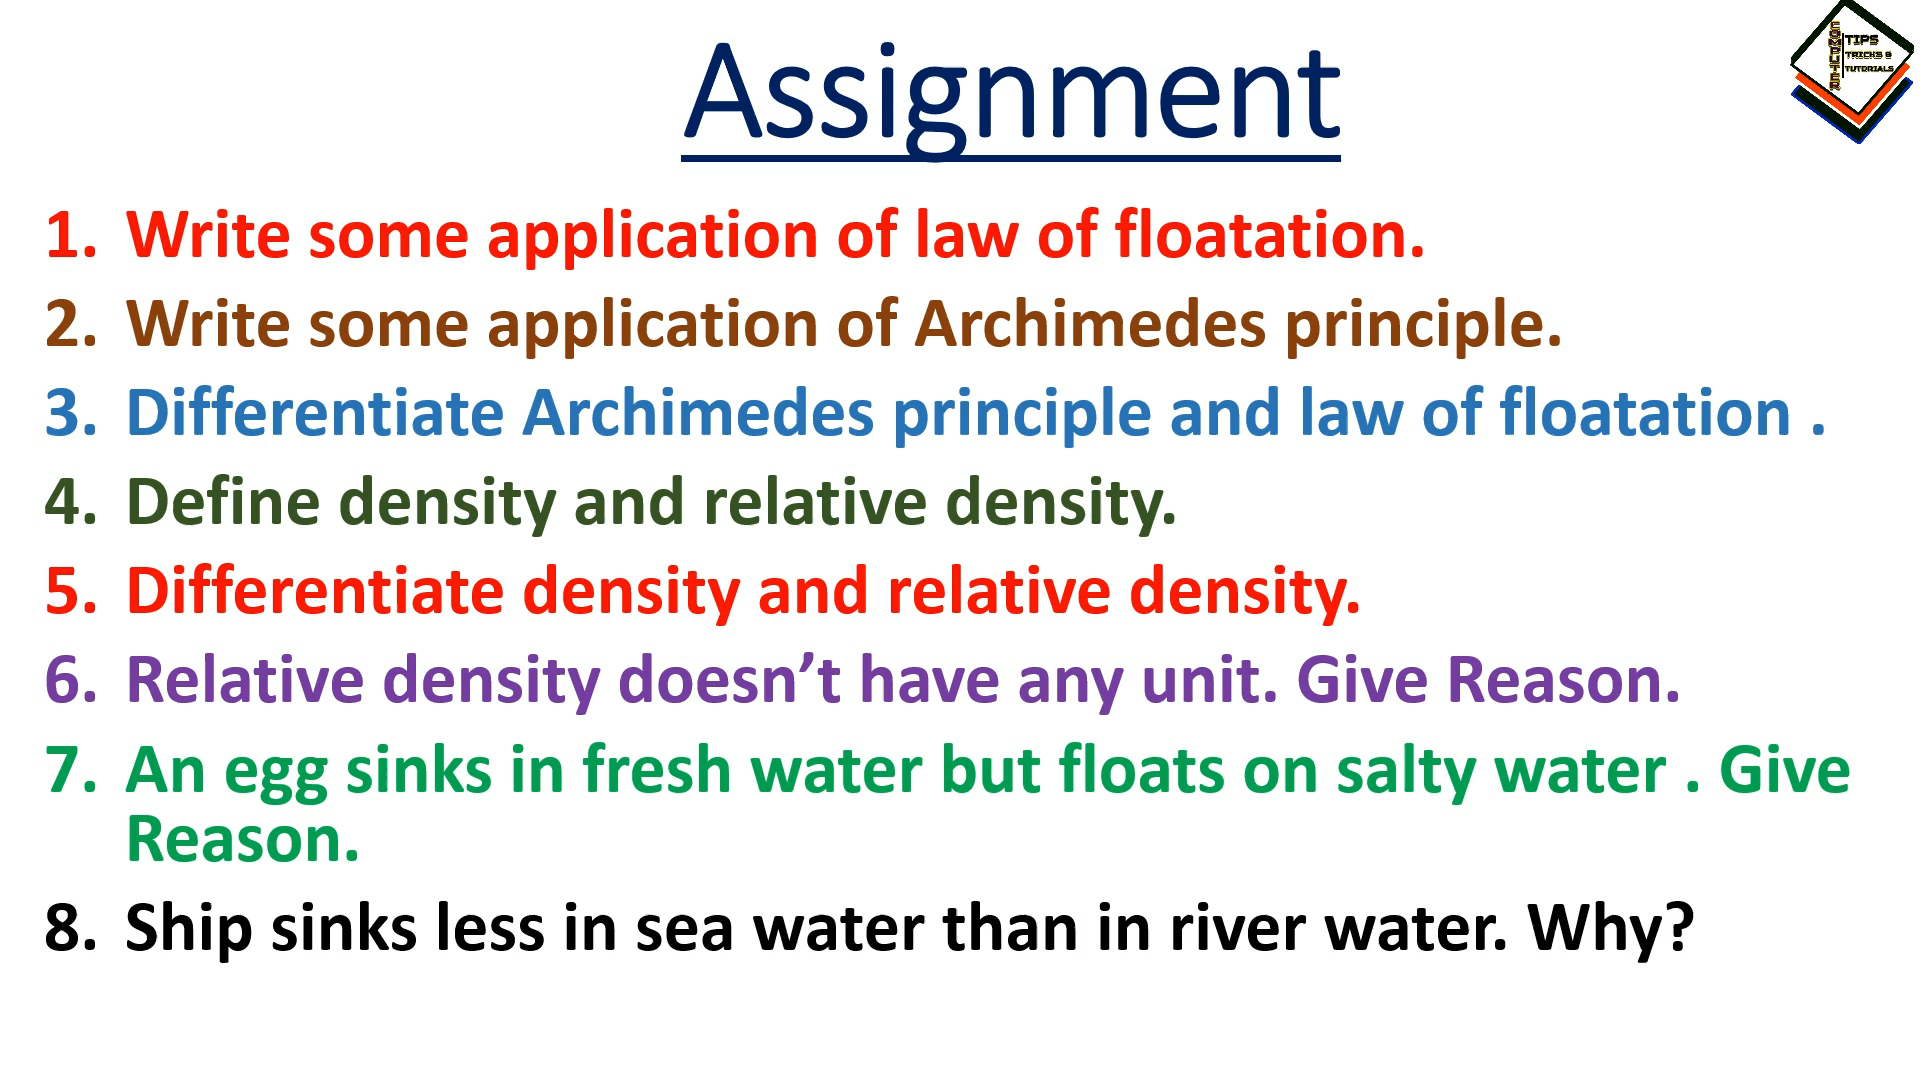 Assignment
COMPUTER
TIPS
TRICKS &
TUTORIALS
1. Write some application of law of floatation.
2. Write some application of Archimedes principle.
3. Differentiate Archimedes principle and law of floatation .
4. Define density and relative density.
5. Differentiate density and relative density.
6. Relative density doesn’t have any unit. Give Reason.
7. An egg sinks in fresh water but floats on salty water . Give
Reason.
8. Ship sinks less in sea water than in river water. Why?